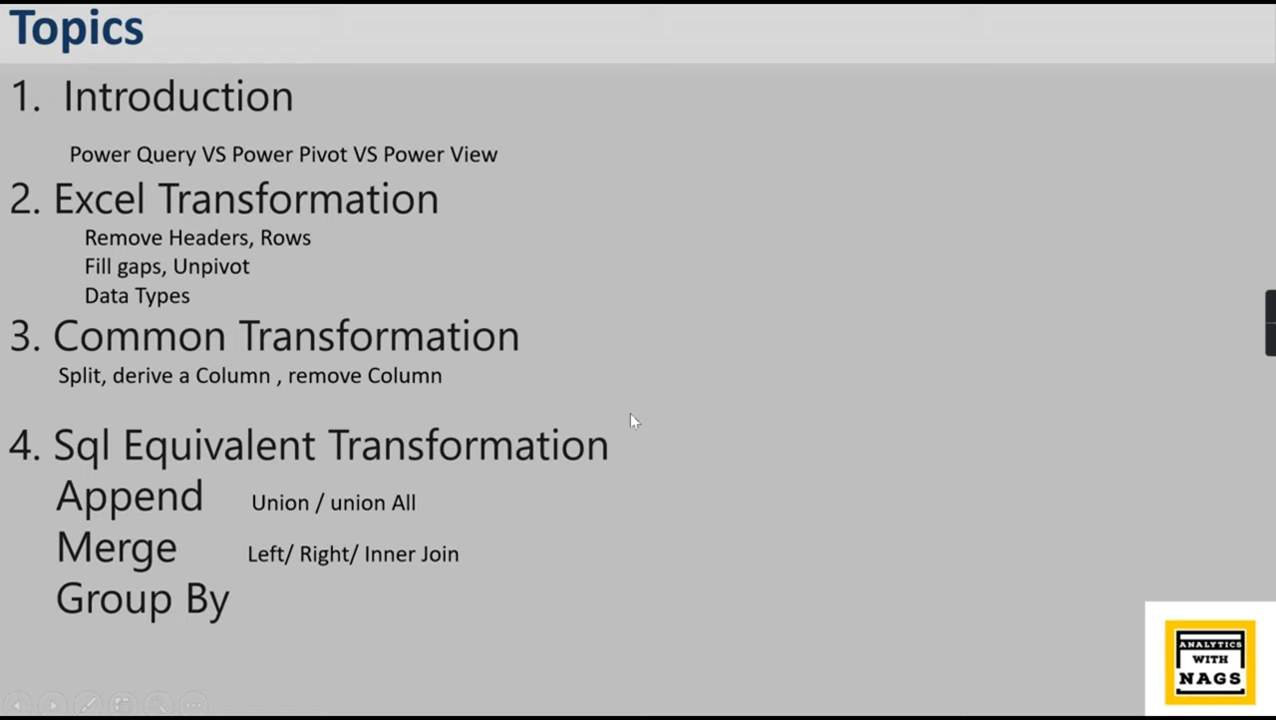 Topics
1. Introduction
Power Query VS Power Pivot VS Power View
2. Excel Transformation
Remove Headers, Rows
Fill gaps, Unpivot
Data Types
3. Common Transformation
Split, derive a Column , remove Column
4. Sql Equivalent Transformation
Append Union / union All
Merge Left/ Right/ Inner Join
Group By
ANALYTICS
WITH
NAGS